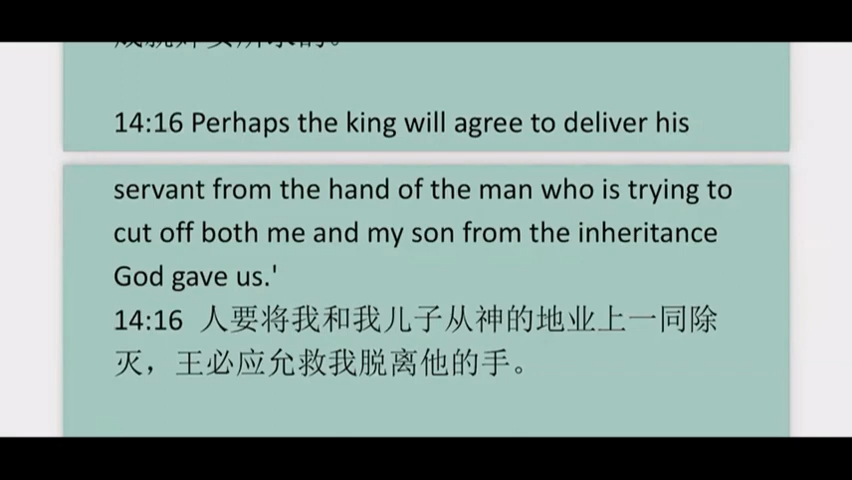 14:16 Perhaps the king will agree to deliver his
servant from the hand of the man who is trying to
cut off both me and my son from the inheritance
God gave us.'
14:16 人要将我和我儿子从神的地业上一同除
灭，王必应允救我脱离他的手。